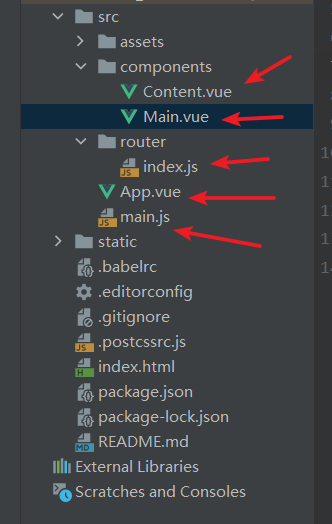 src
assets
components
Content.vue
Main.vue
router
index.js
App.vue
main.js
static
.babelrc
.editorconfig
.gitignore
.postcssrc.js
index.html
package.json
package-lock.json
README.md
External Libraries
Scratches and Consoles